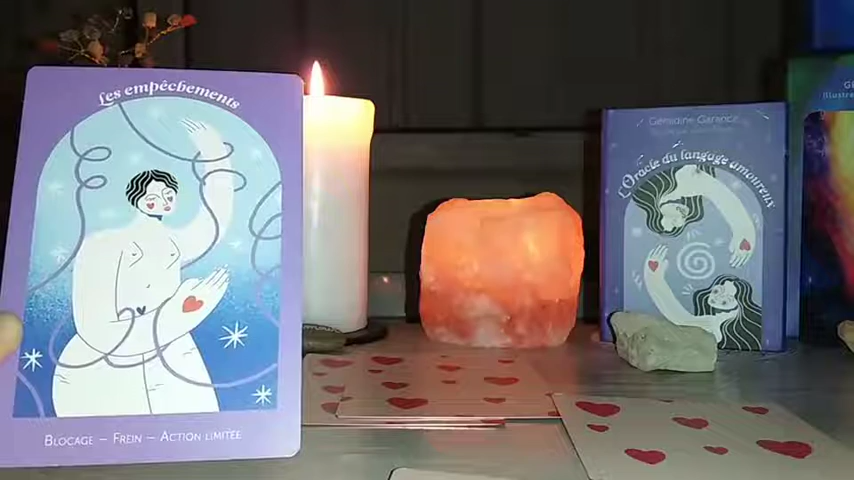 Les empêchements
BLOCAGE – FREIN – ACTION LIMITÉE
Géraldine Garance
L'Oracle du langage amoureux